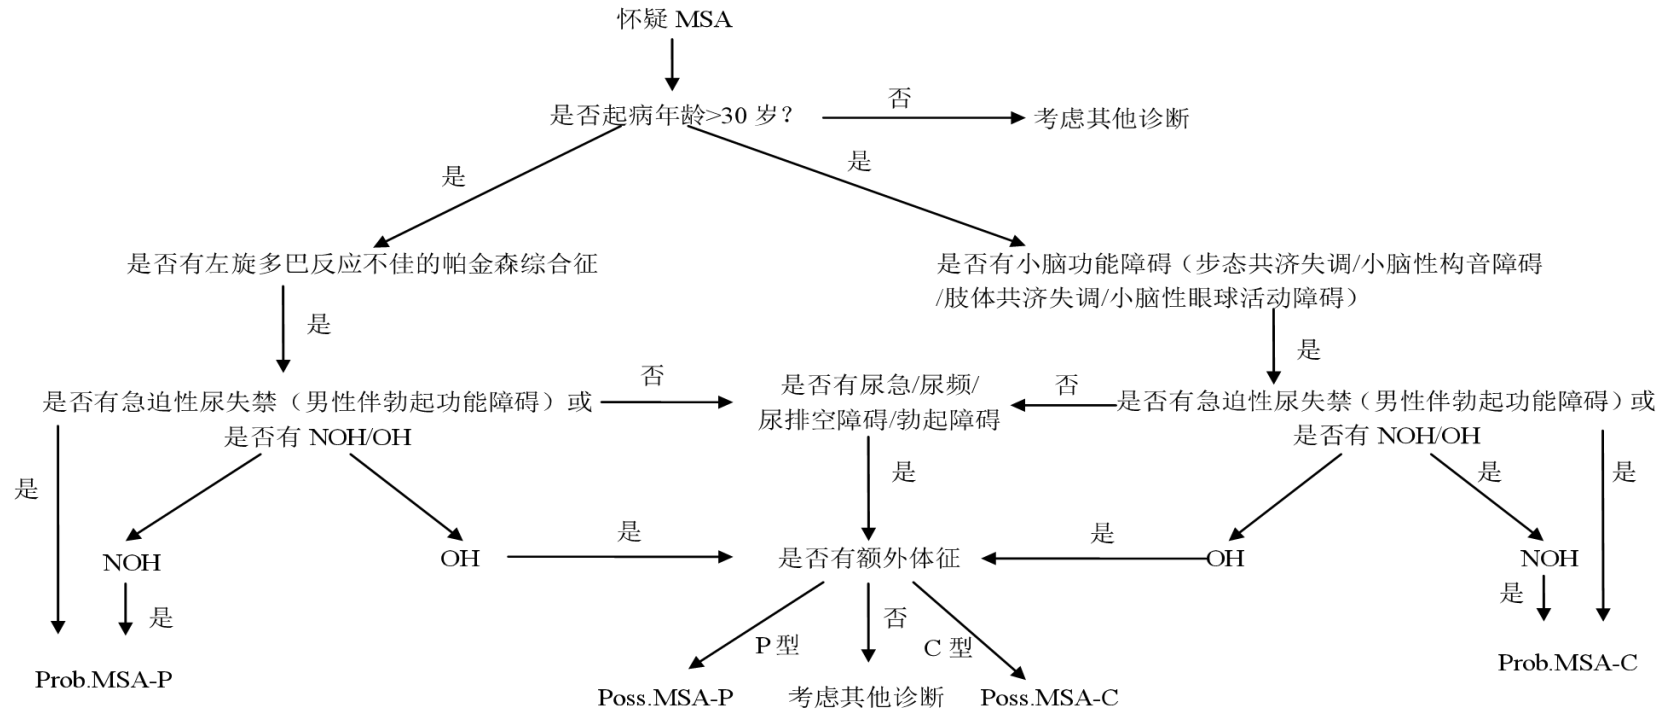 怀疑 MSA
是否起病年龄>30 岁?
否
考虑其他诊断
是
是
是否有左旋多巴反应不佳的帕金森综合征
是否有小脑功能障碍（步态共济失调/小脑性构音障碍
/肢体共济失调/小脑性眼球活动障碍）
是
是
是否有急迫性尿失禁（男性伴勃起功能障碍）或
是否有 NOH/OH
否
是否有尿急/尿频/
尿排空障碍/勃起障碍
否
是否有急迫性尿失禁（男性伴勃起功能障碍）或
是否有 NOH/OH
是
是
是
是
NOH
OH
是
是否有额外体征
是
OH
NOH
是
是
P 型
否
C 型
Prob.MSA-P
Poss.MSA-P
考虑其他诊断
Poss.MSA-C
Prob.MSA-C